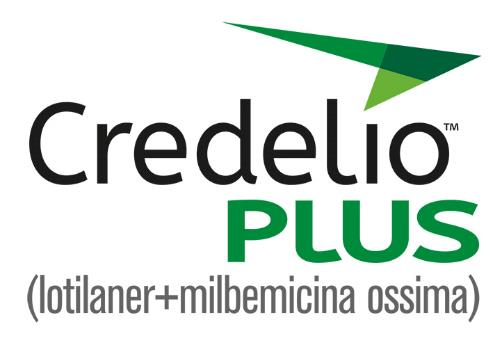 Credelio™
PLUS
(lotilaner+milbemicina ossima)